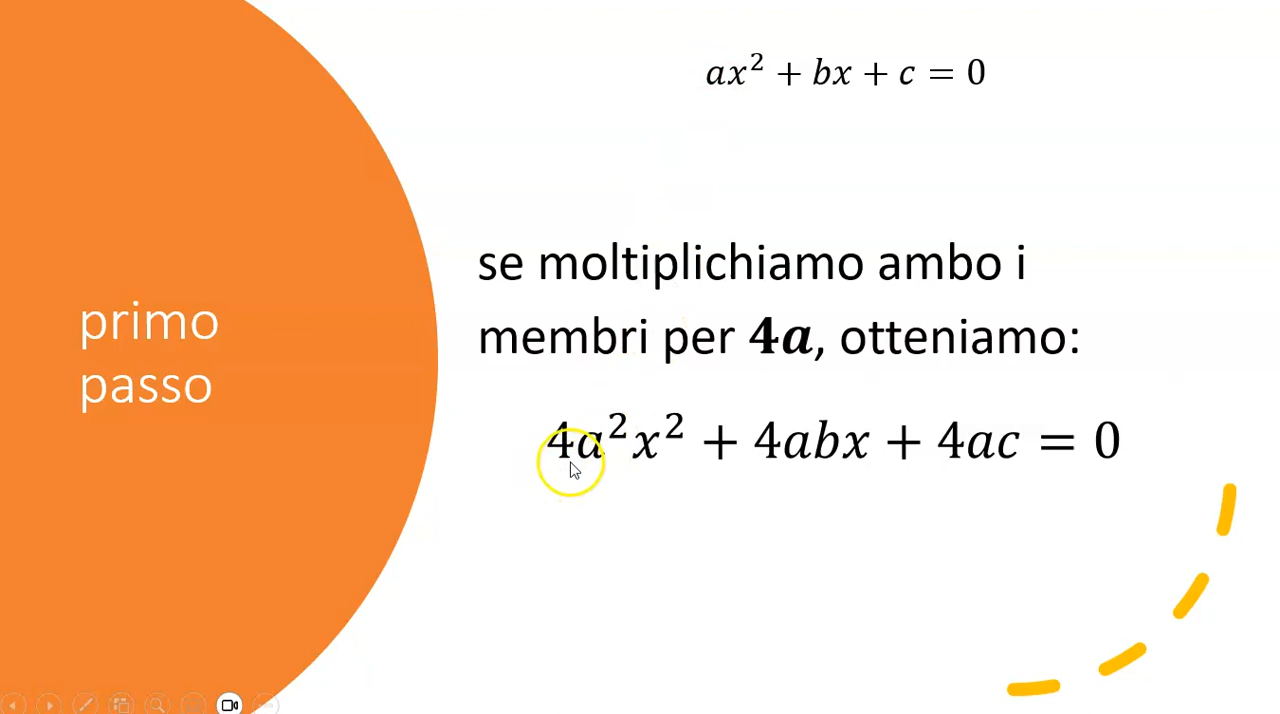 ax² + bx + c = 0
primo
passo
se moltiplichiamo ambo i
membri per 4a, otteniamo:
4a²x² + 4abx + 4ac = 0